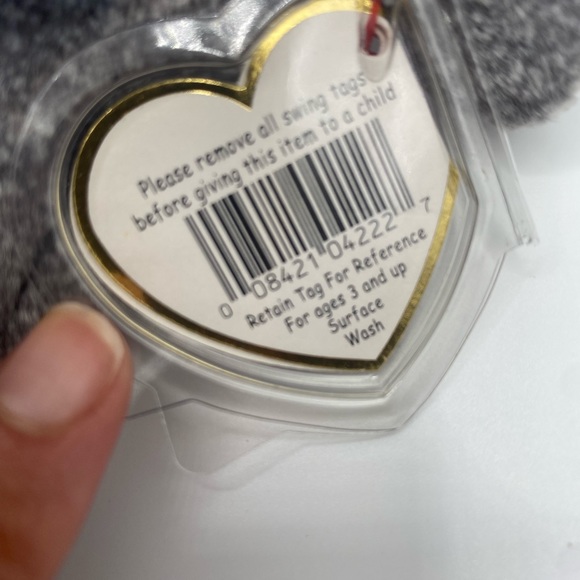 Please remove all swing tags
before giving this item to a child
0 08421 04222 7
Retain Tag For Reference
For ages 3 and up
Surface
Wash